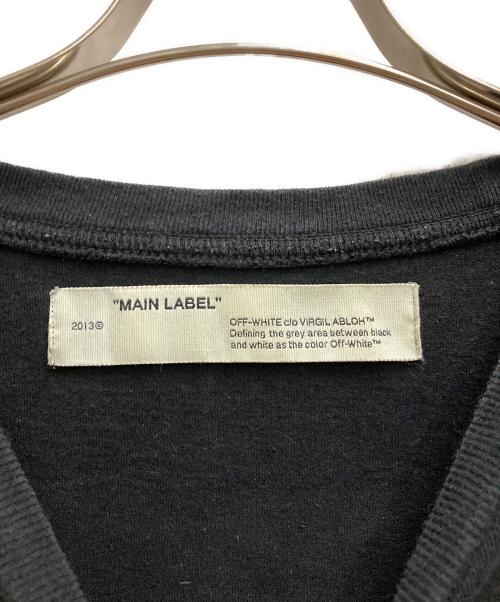 "MAIN LABEL"
2013©
OFF-WHITE c/o VIRGIL ABLOH™
Defining the grey area between black
and white as the color Off-White™